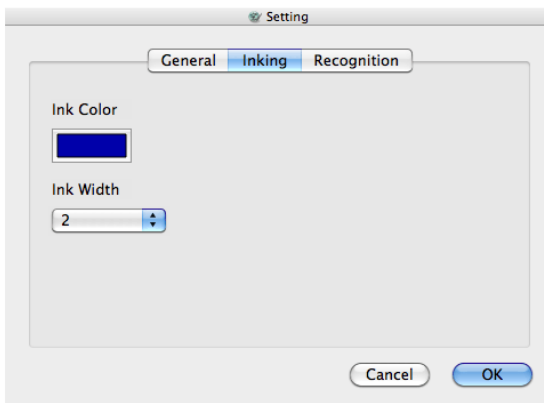 Setting
General Inking Recognition
Ink Color
Ink Width
2
Cancel OK